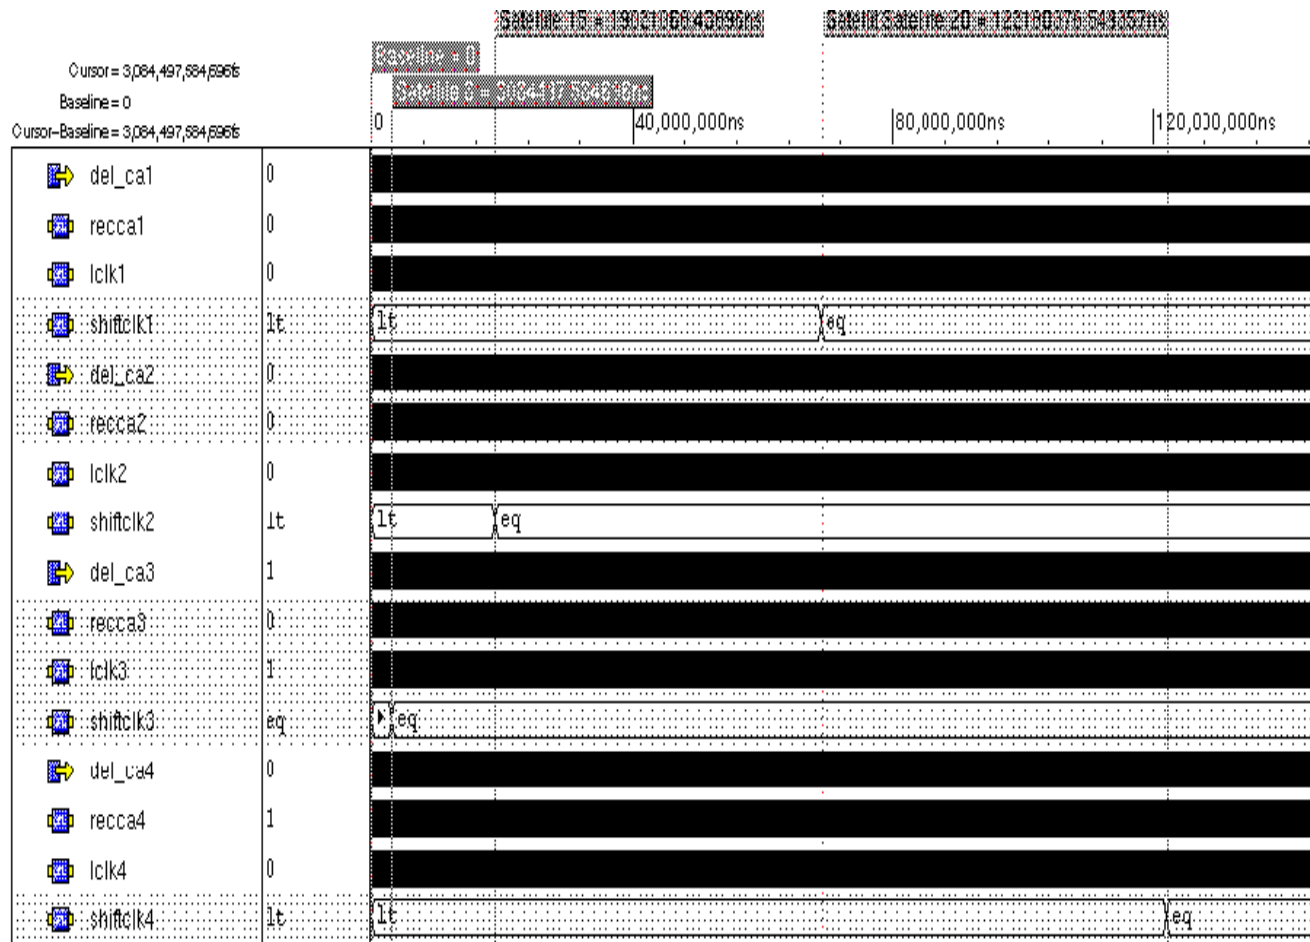 Cursor = 3,084,497,584,696fs
Baseline = 0
Cursor-Baseline = 3,084,497,584,696fs
Baseline = 0
0 40,000,000ns 80,000,000ns 120,000,000ns
del_ca1 0
recca1 0
lclk1 0
shiftclk1 lt lt eq
del_ca2 0
recca2 0
lclk2 0
shiftclk2 lt lt eq
del_ca3 1
recca3 0
lclk3 1
shiftclk3 eq eq
del_ca4 0
recca4 1
lclk4 0
shiftclk4 lt lt eq